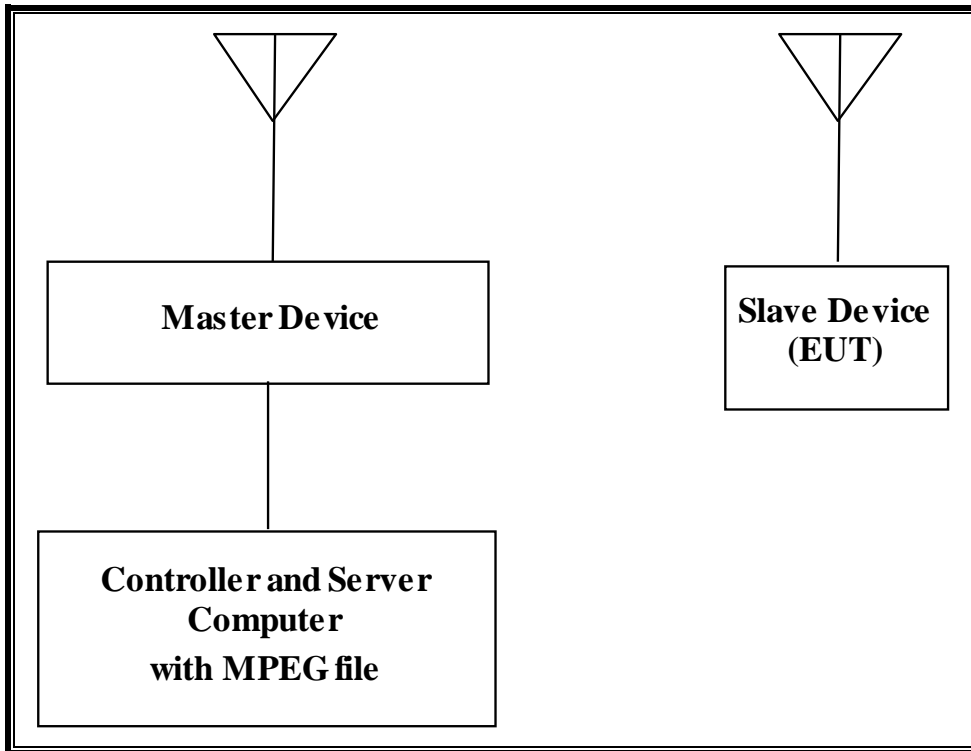 Master Device
Slave Device
(EUT)
Controller and Server
Computer
with MPEG file